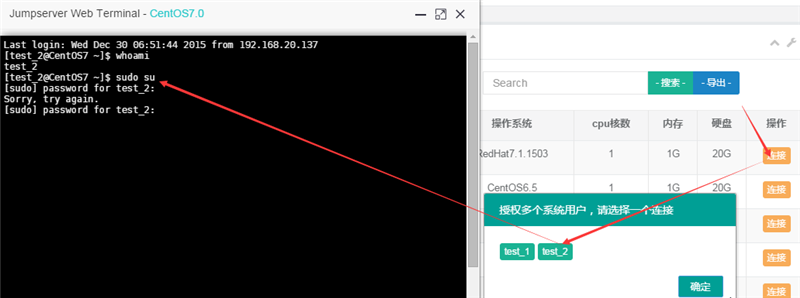 Jumpserver Web Terminal - CentOS7.0
Last login: Wed Dec 30 06:51:44 2015 from 192.168.20.137
[test_2@CentOS7 ~]$ whoami
test_2
[test_2@CentOS7 ~]$ sudo su
[sudo] password for test_2:
Sorry, try again.
[sudo] password for test_2:
Search
- 搜索 -
- 导出 -
操作系统 cpu核数 内存 硬盘 操作
RedHat7.1.1503 1 1G 20G 连接
CentOS6.5 1 1G 20G 连接
授权多个系统用户，请选择一个连接
test_1 test_2
确定
连接
连接
连接
连接